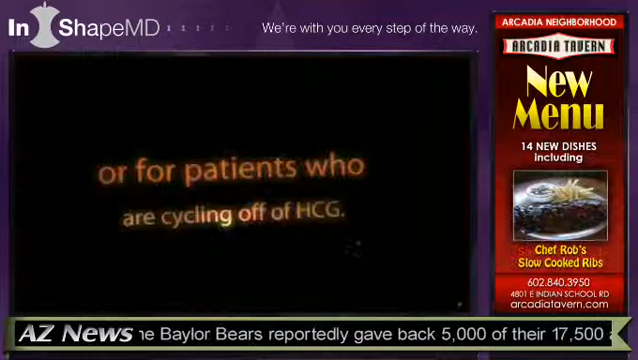 In ShapeMD
We're with you every step of the way.
or for patients who
are cycling off of HCG.
ARCADIA NEIGHBORHOOD
ARCADIA TAVERN
New
Menu
14 NEW DISHES
including
Chef Rob's
Slow Cooked Ribs
602.840.3950
4801 E INDIAN SCHOOL RD
arcadiatavern.com
AZ News
Baylor Bears reportedly gave back 5,000 of their 17,500